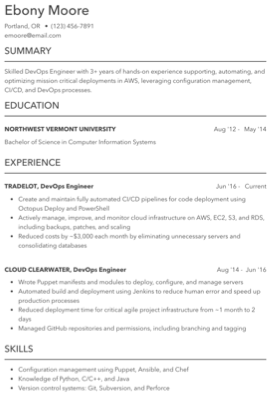 Ebony Moore
Portland, OR • (123) 456-7891
emoore@email.com
SUMMARY
Skilled DevOps Engineer with 3+ years of hands-on experience supporting, automating, and
optimizing mission critical deployments in AWS, leveraging configuration management,
CI/CD, and DevOps processes.
EDUCATION
NORTHWEST VERMONT UNIVERSITY Aug '12 - May '14
Bachelor of Science in Computer Information Systems
EXPERIENCE
TRADELOT, DevOps Engineer Jun '16 - Current
• Create and maintain fully automated CI/CD pipelines for code deployment using
Octopus Deploy and PowerShell
• Actively manage, improve, and monitor cloud infrastructure on AWS, EC2, S3, and RDS,
including backups, patches, and scaling
• Reduced costs by ~$3,000 each month by eliminating unnecessary servers and
consolidating databases
CLOUD CLEARWATER, DevOps Engineer Aug '14 - Jun '16
• Wrote Puppet manifests and modules to deploy, configure, and manage servers
• Automated build and deployment using Jenkins to reduce human error and speed up
production processes
• Reduced deployment time for critical agile project infrastructure from ~1 month to 2
days
• Managed GitHub repositories and permissions, including branching and tagging
SKILLS
• Configuration management using Puppet, Ansible, and Chef
• Knowledge of Python, C/C++, and Java
• Version control systems: Git, Subversion, and Perforce